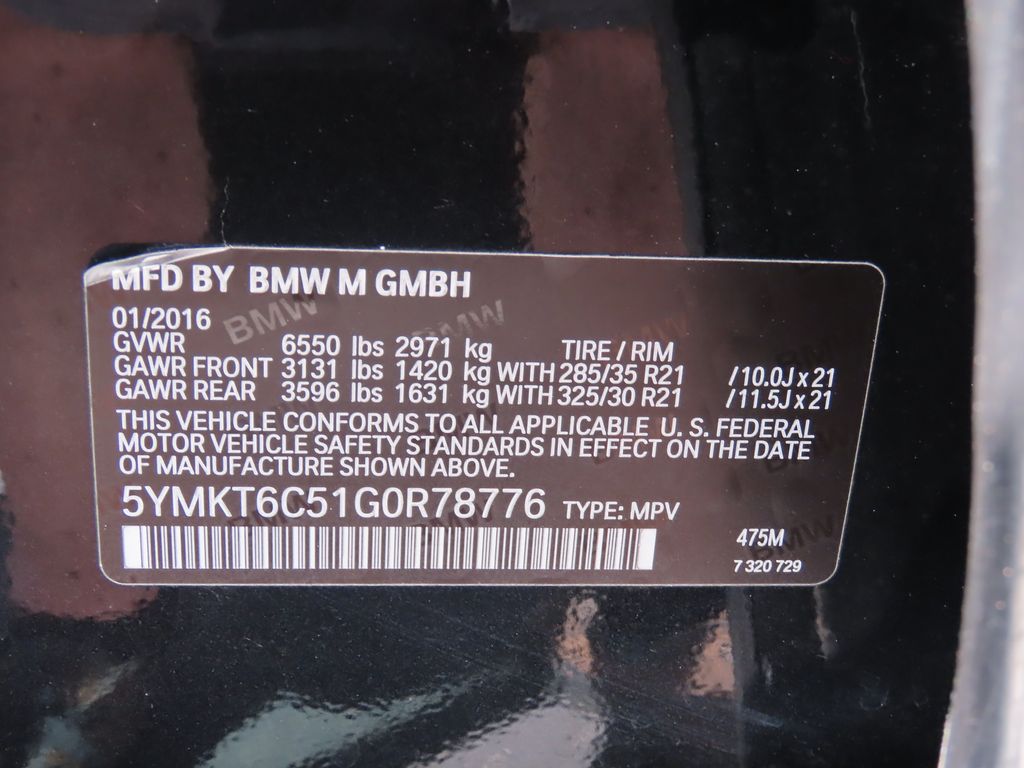 MFD BY BMW M GMBH
01/2016
GVWR 6550 lbs 2971 kg TIRE / RIM
GAWR FRONT 3131 lbs 1420 kg WITH 285/35 R21 /10.0J x 21
GAWR REAR 3596 lbs 1631 kg WITH 325/30 R21 /11.5J x 21
THIS VEHICLE CONFORMS TO ALL APPLICABLE U. S. FEDERAL
MOTOR VEHICLE SAFETY STANDARDS IN EFFECT ON THE DATE
OF MANUFACTURE SHOWN ABOVE.
5YMKT6C51G0R78776 TYPE: MPV
475M
7 320 729